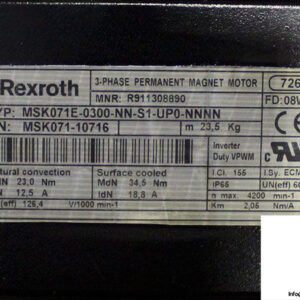 Rexroth
3-PHASE PERMANENT MAGNET MOTOR
726
MNR: R911308890
FD: 08
YP: MSK071E-0300-NN-S1-UP0-NNNN
N: MSK071-10716
m 23,5 Kg
Inverter
Duty VPWM
c US
tural convection
Surface cooled
I.Cl. 155
I.Sy. ECM
N 23,0 Nm
Md 34,5 Nm
IP65
UN(eff)
N 12,5 A
Idn 18,8 A
n max. 4200 min-1
(eff) 126,4 V/1000 min-1
Km 2,05 Nm/A